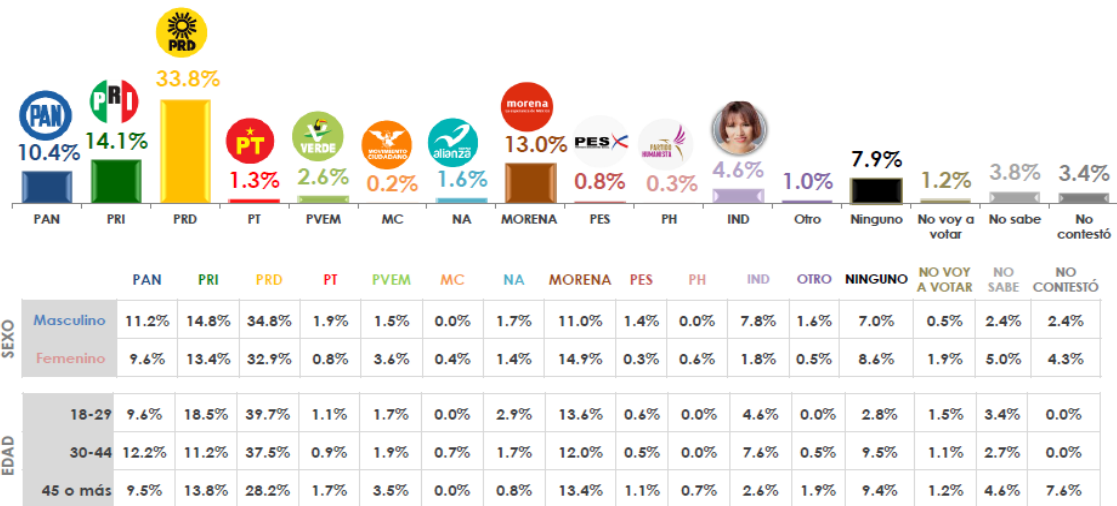 PRD
33.8%
PAN
10.4%
PRI
14.1%
PT
1.3%
VERDE
2.6%
MOVIMIENTO
CIUDADANO
0.2%
alianza
1.6%
morena
La esperanza de México
13.0%
PES
0.8%
PARTIDO
HUMANISTA
0.3%
4.6%
1.0%
7.9%
1.2%
3.8%
3.4%
PAN PRI PRD PT PVEM MC NA MORENA PES PH IND Otro Ninguno No voy a votar No sabe No contestó
PAN PRI PRD PT PVEM MC NA MORENA PES PH IND OTRO NINGUNO NO VOY A VOTAR NO SABE NO CONTESTÓ
SEXO
Masculino 11.2% 14.8% 34.8% 1.9% 1.5% 0.0% 1.7% 11.0% 1.4% 0.0% 7.8% 1.6% 7.0% 0.5% 2.4% 2.4%
Femenino 9.6% 13.4% 32.9% 0.8% 3.6% 0.4% 1.4% 14.9% 0.3% 0.6% 1.8% 0.5% 8.6% 1.9% 5.0% 4.3%
EDAD
18-29 9.6% 18.5% 39.7% 1.1% 1.7% 0.0% 2.9% 13.6% 0.6% 0.0% 4.6% 0.0% 2.8% 1.5% 3.4% 0.0%
30-44 12.2% 11.2% 37.5% 0.9% 1.9% 0.7% 1.7% 12.0% 0.5% 0.0% 7.6% 0.5% 9.5% 1.1% 2.7% 0.0%
45 o más 9.5% 13.8% 28.2% 1.7% 3.5% 0.0% 0.8% 13.4% 1.1% 0.7% 2.6% 1.9% 9.4% 1.2% 4.6% 7.6%